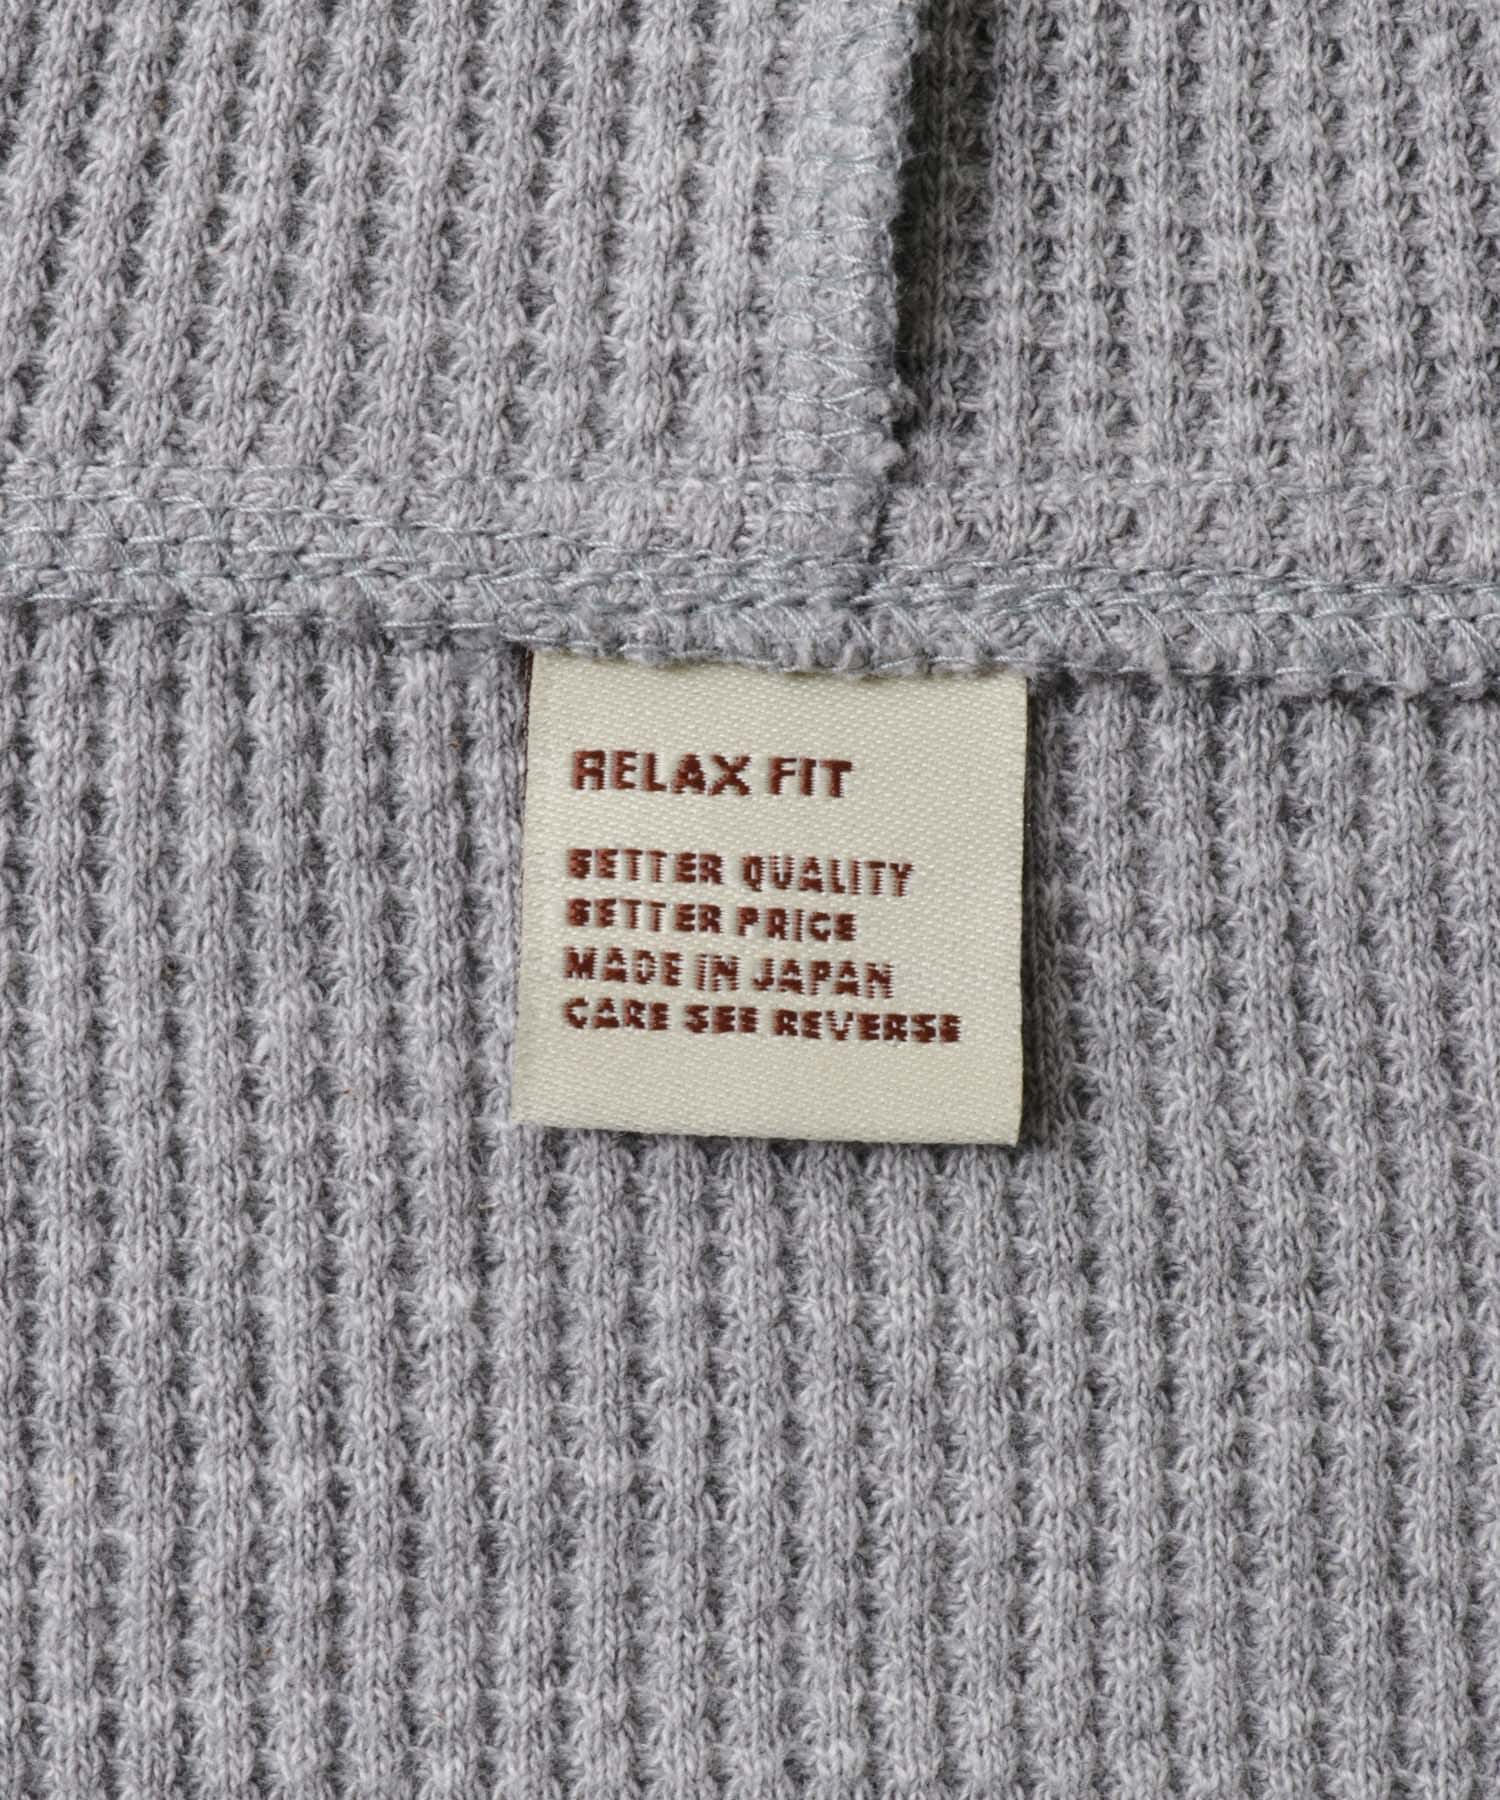 RELAX FIT
BETTER QUALITY
BETTER PRICE
MADE IN JAPAN
CARE SEE REVERSE